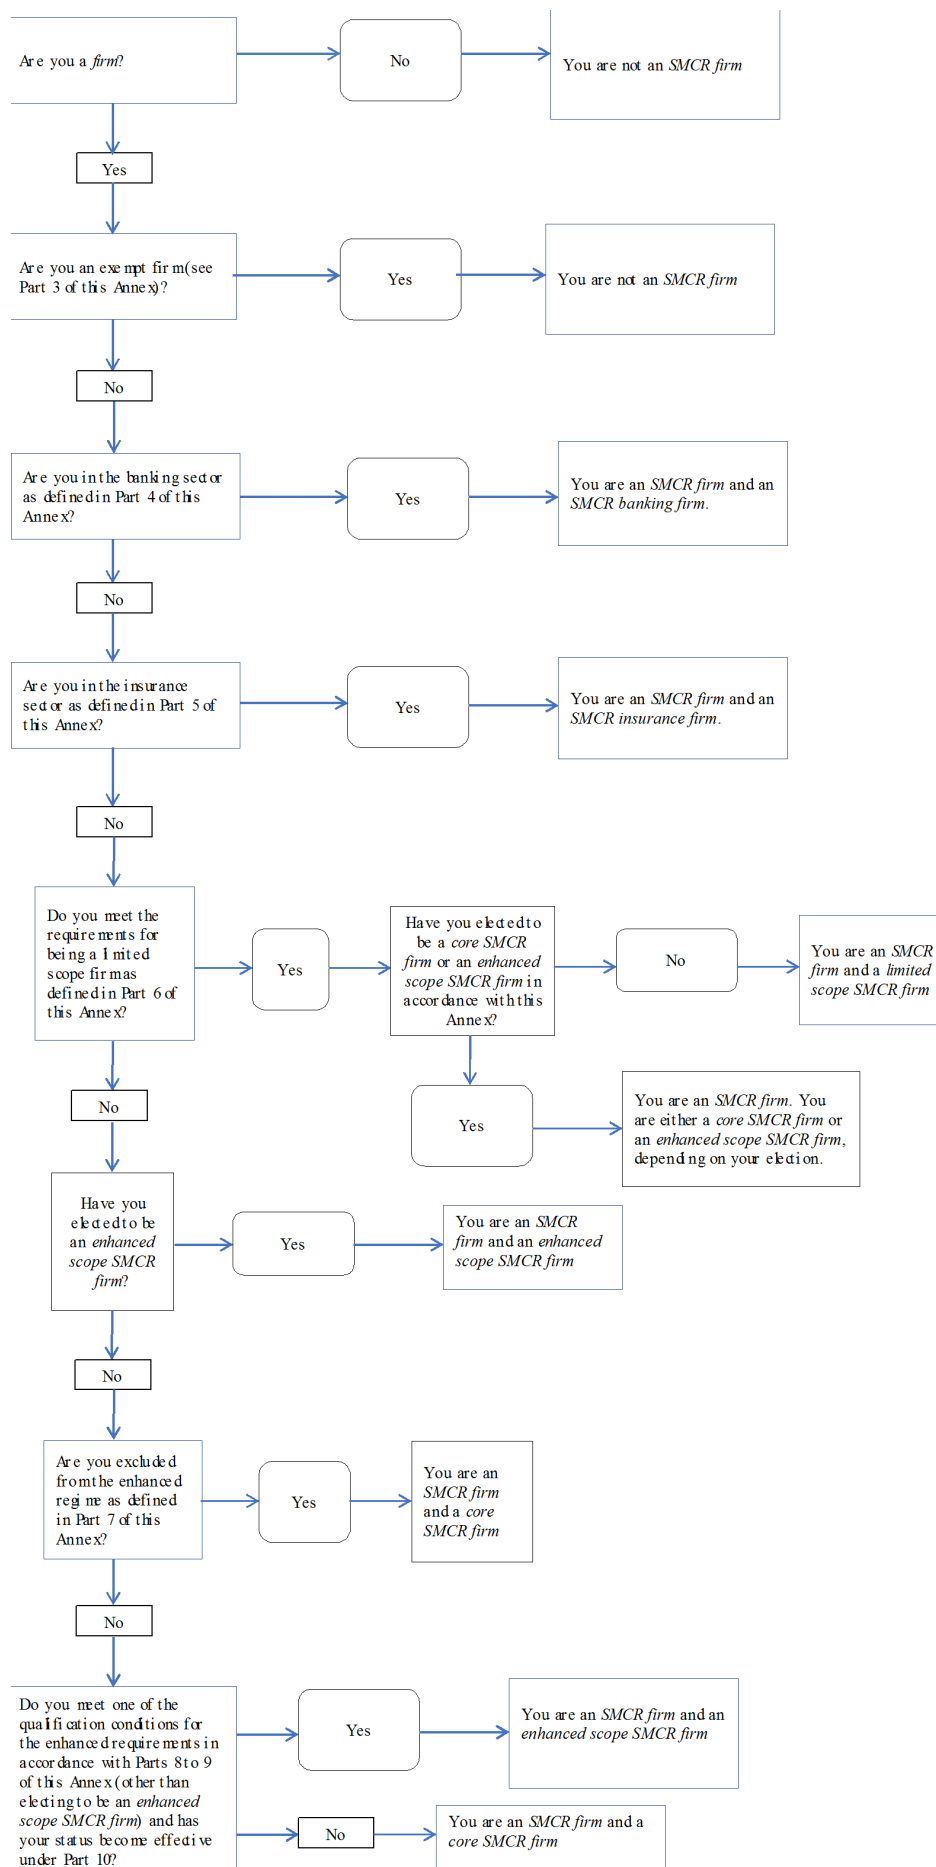 Are you a firm?
No
You are not an SMCR firm
Yes
Are you an exempt firm (see
Part 3 of this Annex)?
Yes
You are not an SMCR firm
No
Are you in the banking sector
as defined in Part 4 of this
Annex?
Yes
You are an SMCR firm and an
SMCR banking firm.
No
Are you in the insurance
sector as defined in Part 5 of
this Annex?
Yes
You are an SMCR firm and an
SMCR insurance firm.
No
Do you meet the
requirements for
being a limited
scope firm as
defined in Part 6 of
this Annex?
Yes
Have you elected to
be a core SMCR
firm or an enhanced
scope SMCR firm in
accordance with this
Annex?
No
You are an SMCR
firm and a limited
scope SMCR firm
Yes
You are an SMCR firm. You
are either a core SMCR firm or
an enhanced scope SMCR firm,
depending on your election.
No
Have you
elected to be
an enhanced
scope SMCR
firm?
Yes
You are an SMCR
firm and an enhanced
scope SMCR firm
No
Are you excluded
from the enhanced
regime as defined
in Part 7 of this
Annex?
Yes
You are an
SMCR firm
and a core
SMCR firm
No
Do you meet one of the
qualification conditions for
the enhanced requirements in
accordance with Parts 8 to 9
of this Annex (other than
electing to be an enhanced
scope SMCR firm) and has
your status become effective
under Part 10?
Yes
You are an SMCR firm and an
enhanced scope SMCR firm
No
You are an SMCR firm and a
core SMCR firm